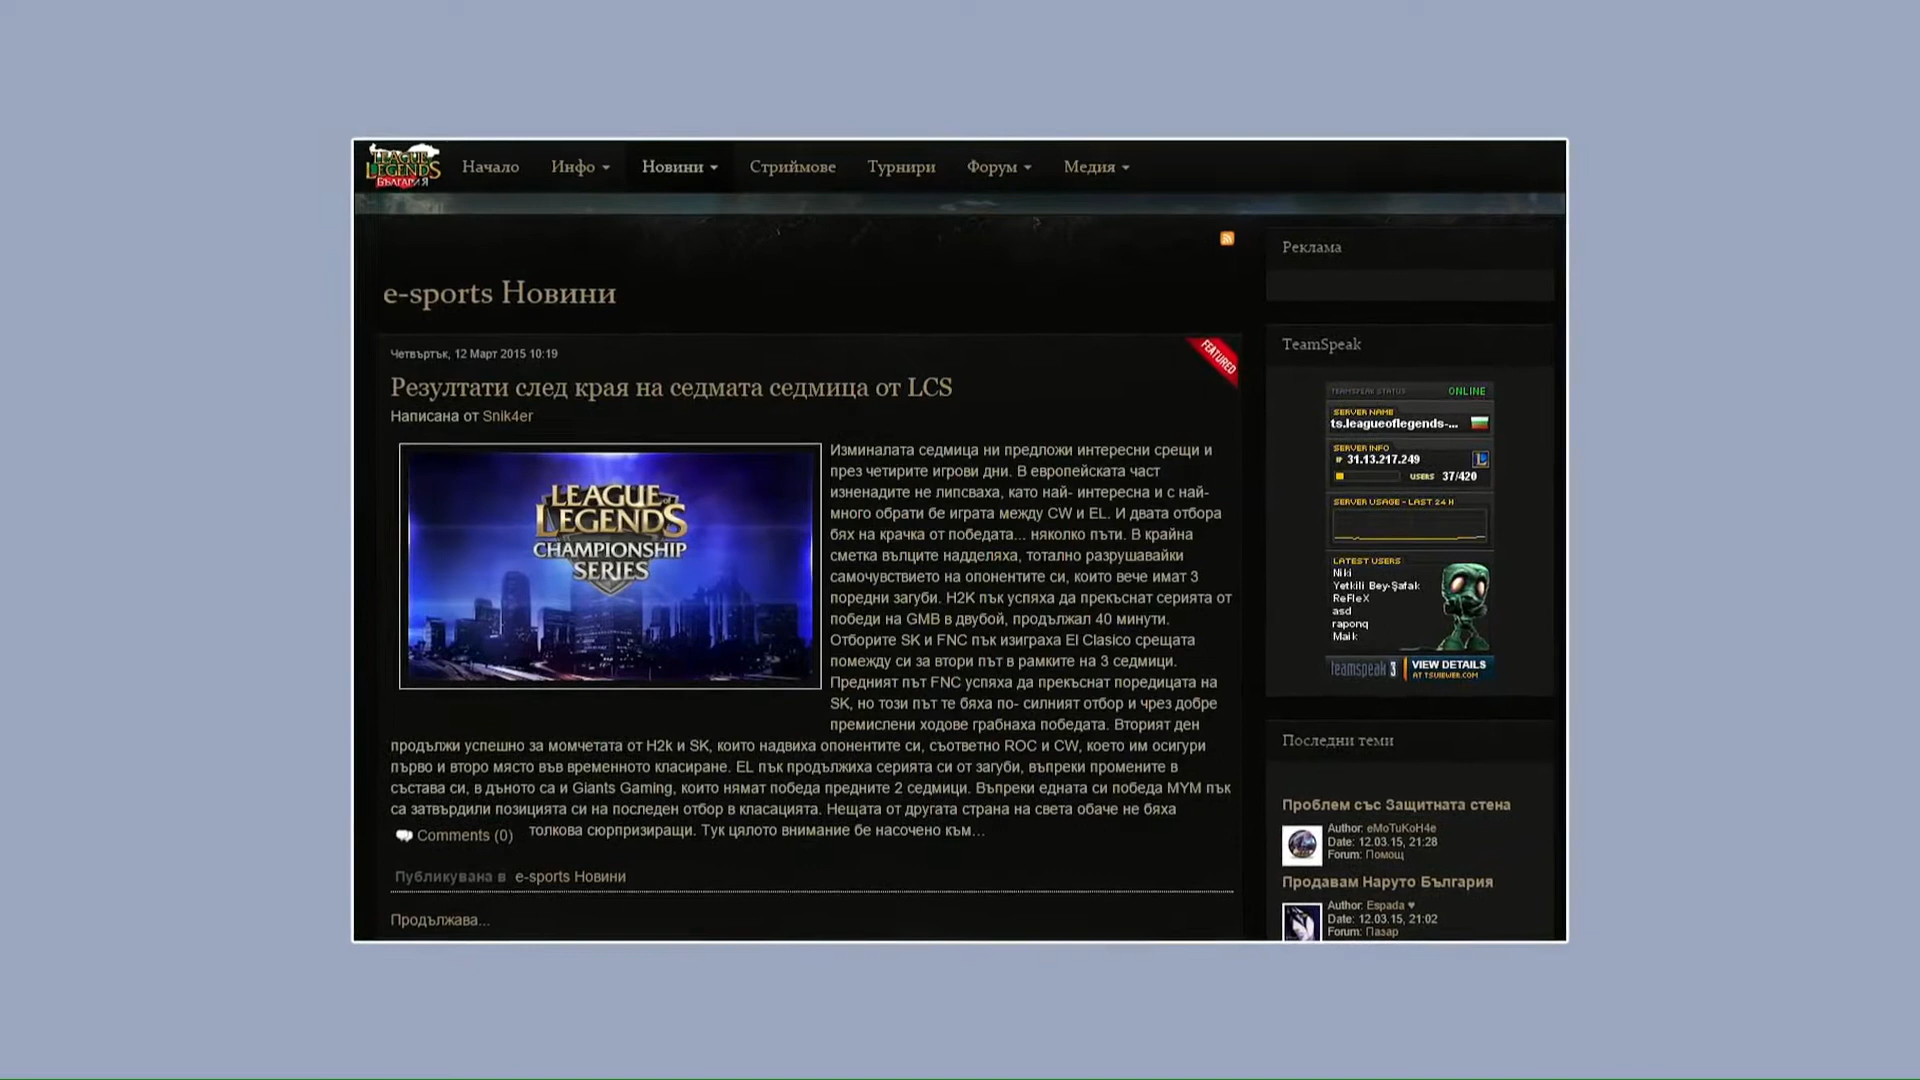 LEAGUE OF LEGENDS БЪЛГАРИЯ
Начало Инфо Новини Стриймове Турнири Форум Медия
e-sports Новини
Четвъртък, 12 Март 2015 10:19
FEATURED
Резултати след края на седмата седмица от LCS
Написана от Snik4er
LEAGUE of
LEGENDS
CHAMPIONSHIP
SERIES
Изминалата седмица ни предложи интересни срещи и
през четирите игрови дни. В европейската част
изненадите не липсваха, като най- интересна и с най-
много обрати бе играта между CW и EL. И двата отбора
бях на крачка от победата... няколко пъти. В крайна
сметка вълците надделяха, тотално разрушавайки
самочувствието на опонентите си, които вече имат 3
поредни загуби. H2K пък успяха да прекъснат серията от
победи на GMB в двубой, продължал 40 минути.
Отборите SK и FNC пък изиграха El Clasico срещата
помежду си за втори път в рамките на 3 седмици.
Предният път FNC успяха да прекъснат поредицата на
SK, но този път те бяха по- силният отбор и чрез добре
премислени ходове грабнаха победата. Вторият ден
продължи успешно за момчетата от H2k и SK, които надвиха опонентите си, съответно ROC и CW, което им осигури
първо и второ място във временното класиране. EL пък продължиха серията си от загуби, въпреки промените в
състава си, в дъното са и Giants Gaming, които нямат победа предните 2 седмици. Въпреки едната си победа MYM пък
са затвърдили позицията си на последен отбор в класацията. Нещата от другата страна на света обаче не бяха
толкова сюрпризиращи. Тук цялото внимание бе насочено към...
Comments (0)
Публикувана в e-sports Новини
Продължава...
Реклама
TeamSpeak
TEAMSPEAK STATUS ONLINE
SERVER NAME
ts.leagueoflegends-...
SERVER INFO
IP 31.13.217.249
USERS 37/420
SERVER USAGE - LAST 24 H
LATEST USERS
Niki
Yetkili Bey-Şafak
ReFleX
asd
raponq
Maik
teamspeak 3 VIEW DETAILS
AT TSVIEWER.COM
Последни теми
Проблем със Защитната стена
Author: eMoTuKoH4e
Date: 12.03.15, 21:28
Forum: Помощ
Продавам Наруто България
Author: Espada ♥
Date: 12.03.15, 21:02
Forum: Пазар